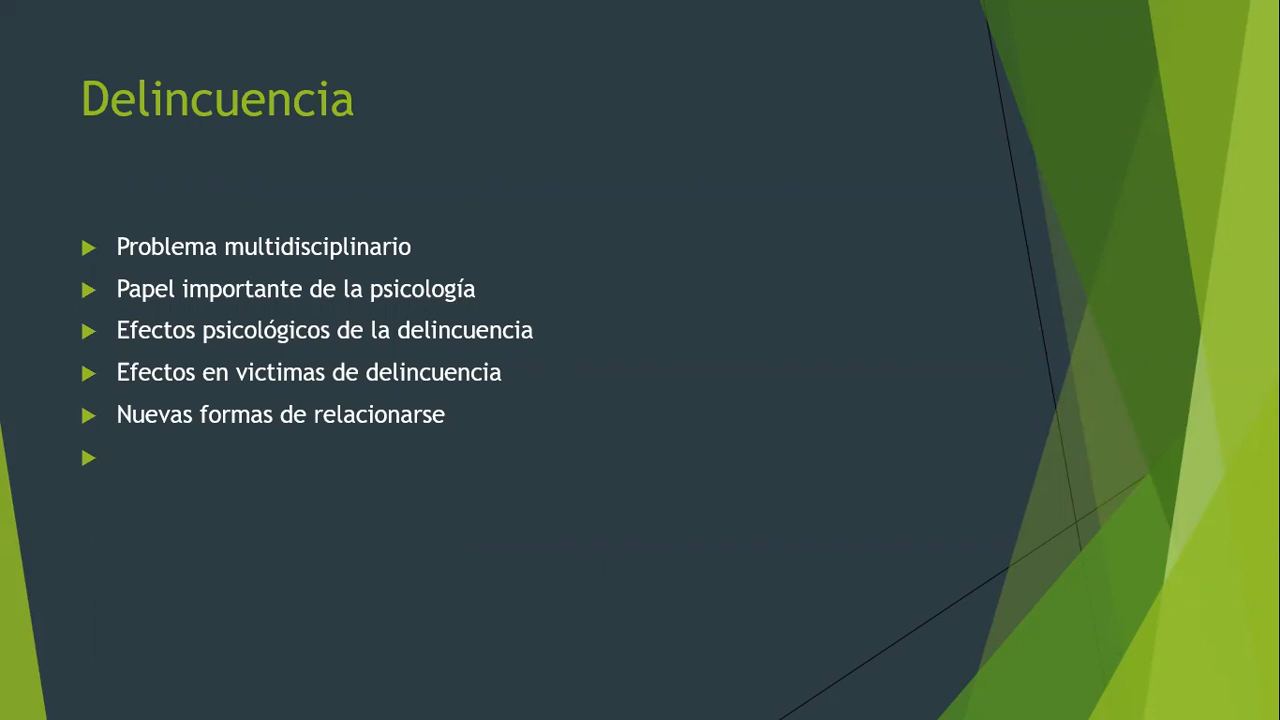 Delincuencia
Problema multidisciplinario
Papel importante de la psicología
Efectos psicológicos de la delincuencia
Efectos en victimas de delincuencia
Nuevas formas de relacionarse